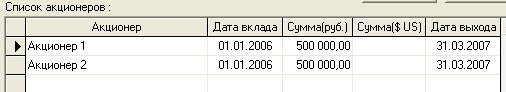 Список акционеров :
Акционер Дата вклада Сумма(руб.) Сумма($ US) Дата выхода
Акционер 1 01.01.2006 500 000,00 31.03.2007
Акционер 2 01.01.2006 500 000,00 31.03.2007